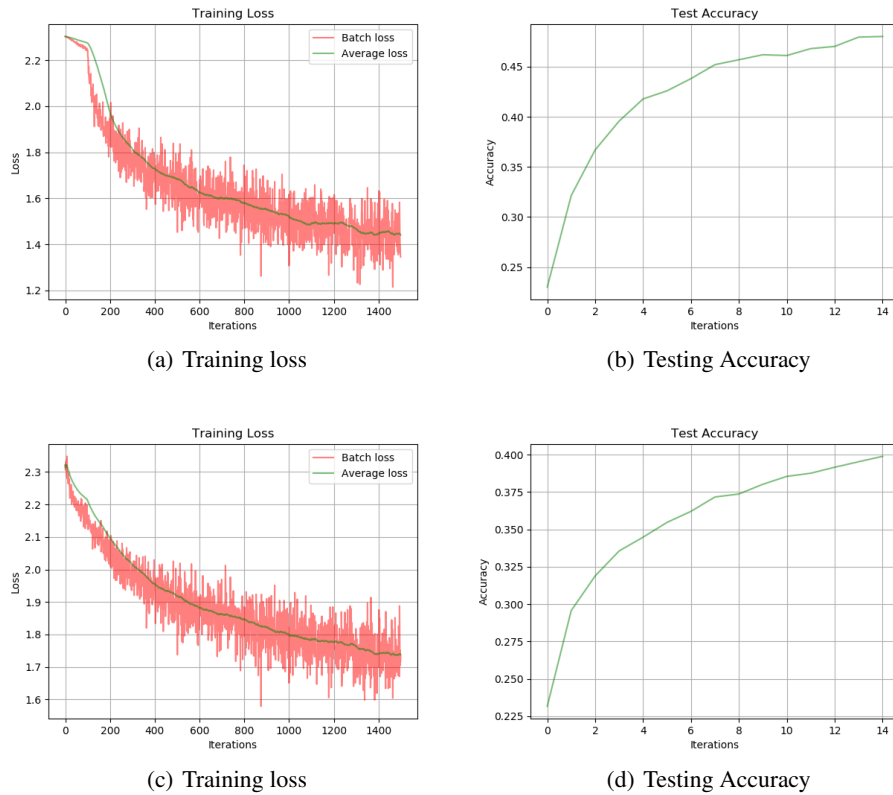 Training Loss
Batch loss
Average loss
2.2
2.0
1.8
1.6
1.4
1.2
Loss
0 200 400 600 800 1000 1200 1400
Iterations
(a) Training loss
Test Accuracy
0.45
0.40
0.35
0.30
0.25
Accuracy
0 2 4 6 8 10 12 14
Iterations
(b) Testing Accuracy
Training Loss
Batch loss
Average loss
2.3
2.2
2.1
2.0
1.9
1.8
1.7
1.6
Loss
0 200 400 600 800 1000 1200 1400
Iterations
(c) Training loss
Test Accuracy
0.400
0.375
0.350
0.325
0.300
0.275
0.250
0.225
Accuracy
0 2 4 6 8 10 12 14
Iterations
(d) Testing Accuracy